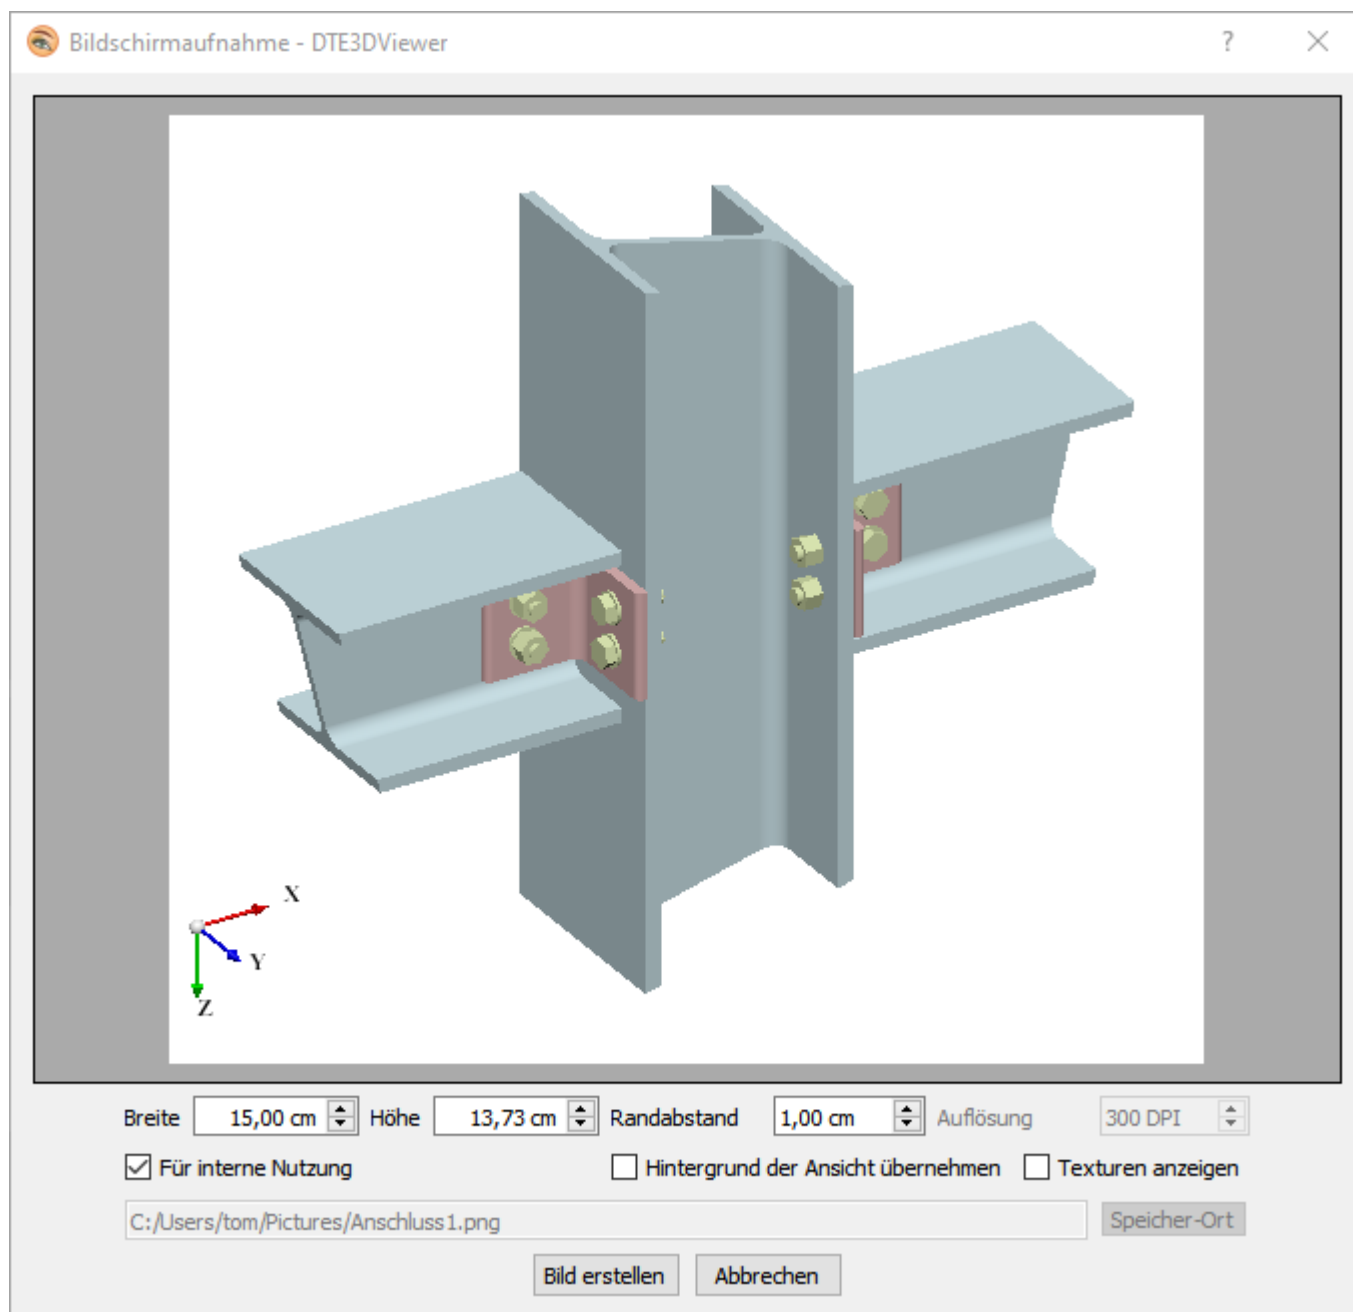 Bildschirmaufnahme - DTE3DViewer ?
X
Y
Z
Breite 15,00 cm Höhe 13,73 cm Randabstand 1,00 cm Auflösung 300 DPI
Für interne Nutzung Hintergrund der Ansicht übernehmen Texturen anzeigen
C:/Users/tom/Pictures/Anschluss1.png Speicher-Ort
Bild erstellen Abbrechen